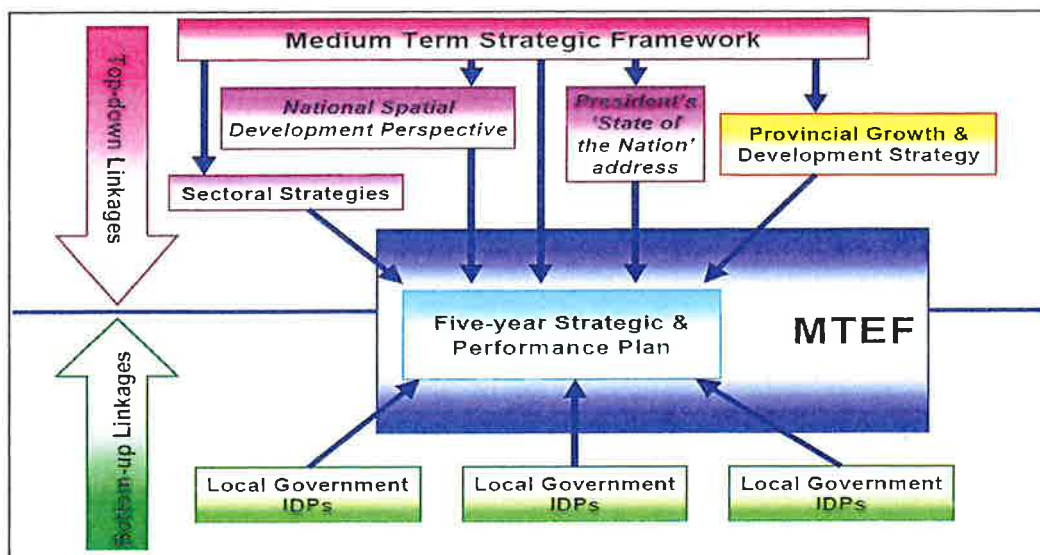 Medium Term Strategic Framework
Top-down Linkages
National Spatial
Development Perspective
President's
'State of
the Nation'
address
Provincial Growth &
Development Strategy
Sectoral Strategies
Five-year Strategic &
Performance Plan
MTEF
Bottom-up Linkages
Local Government
IDPs
Local Government
IDPs
Local Government
IDPs